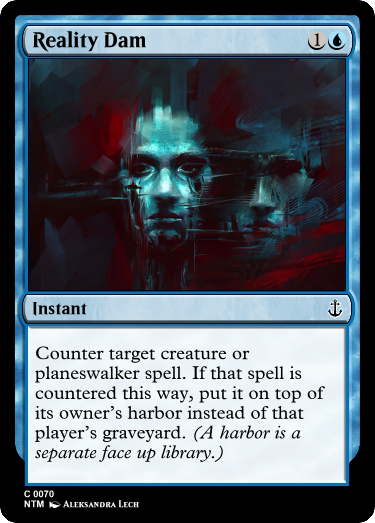 Reality Dam 1
Instant
Counter target creature or
planeswalker spell. If that spell is
countered this way, put it on top of
its owner's harbor instead of that
player's graveyard. (A harbor is a
separate face up library.)
C 0070
NTM Aleksandra Lech